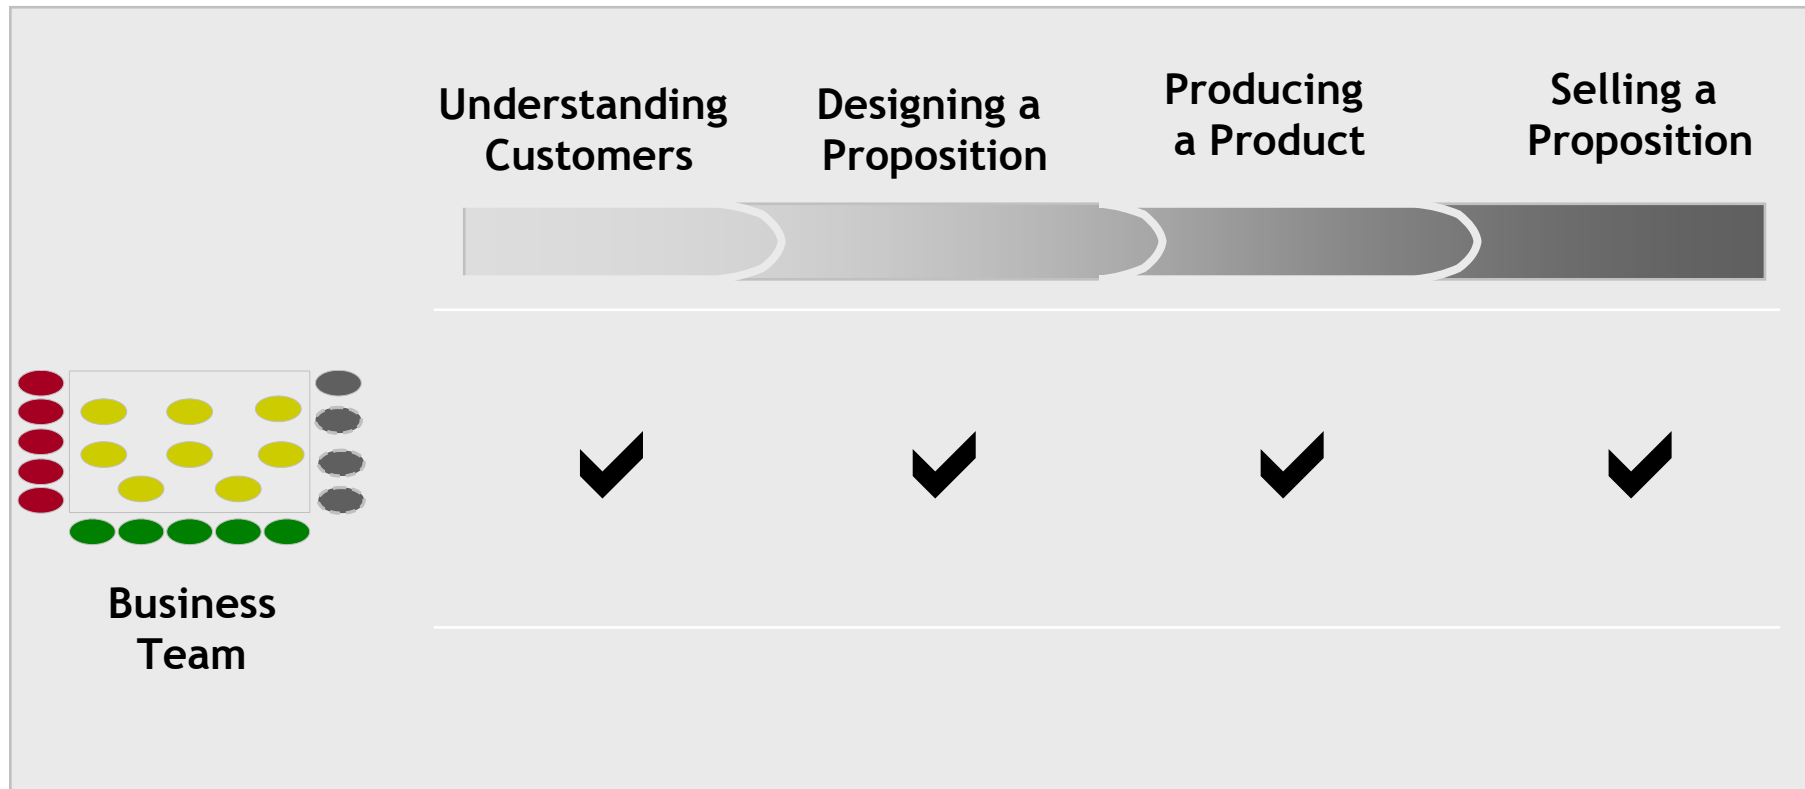 Understanding
Customers
Designing a
Proposition
Producing
a Product
Selling a
Proposition
Business
Team